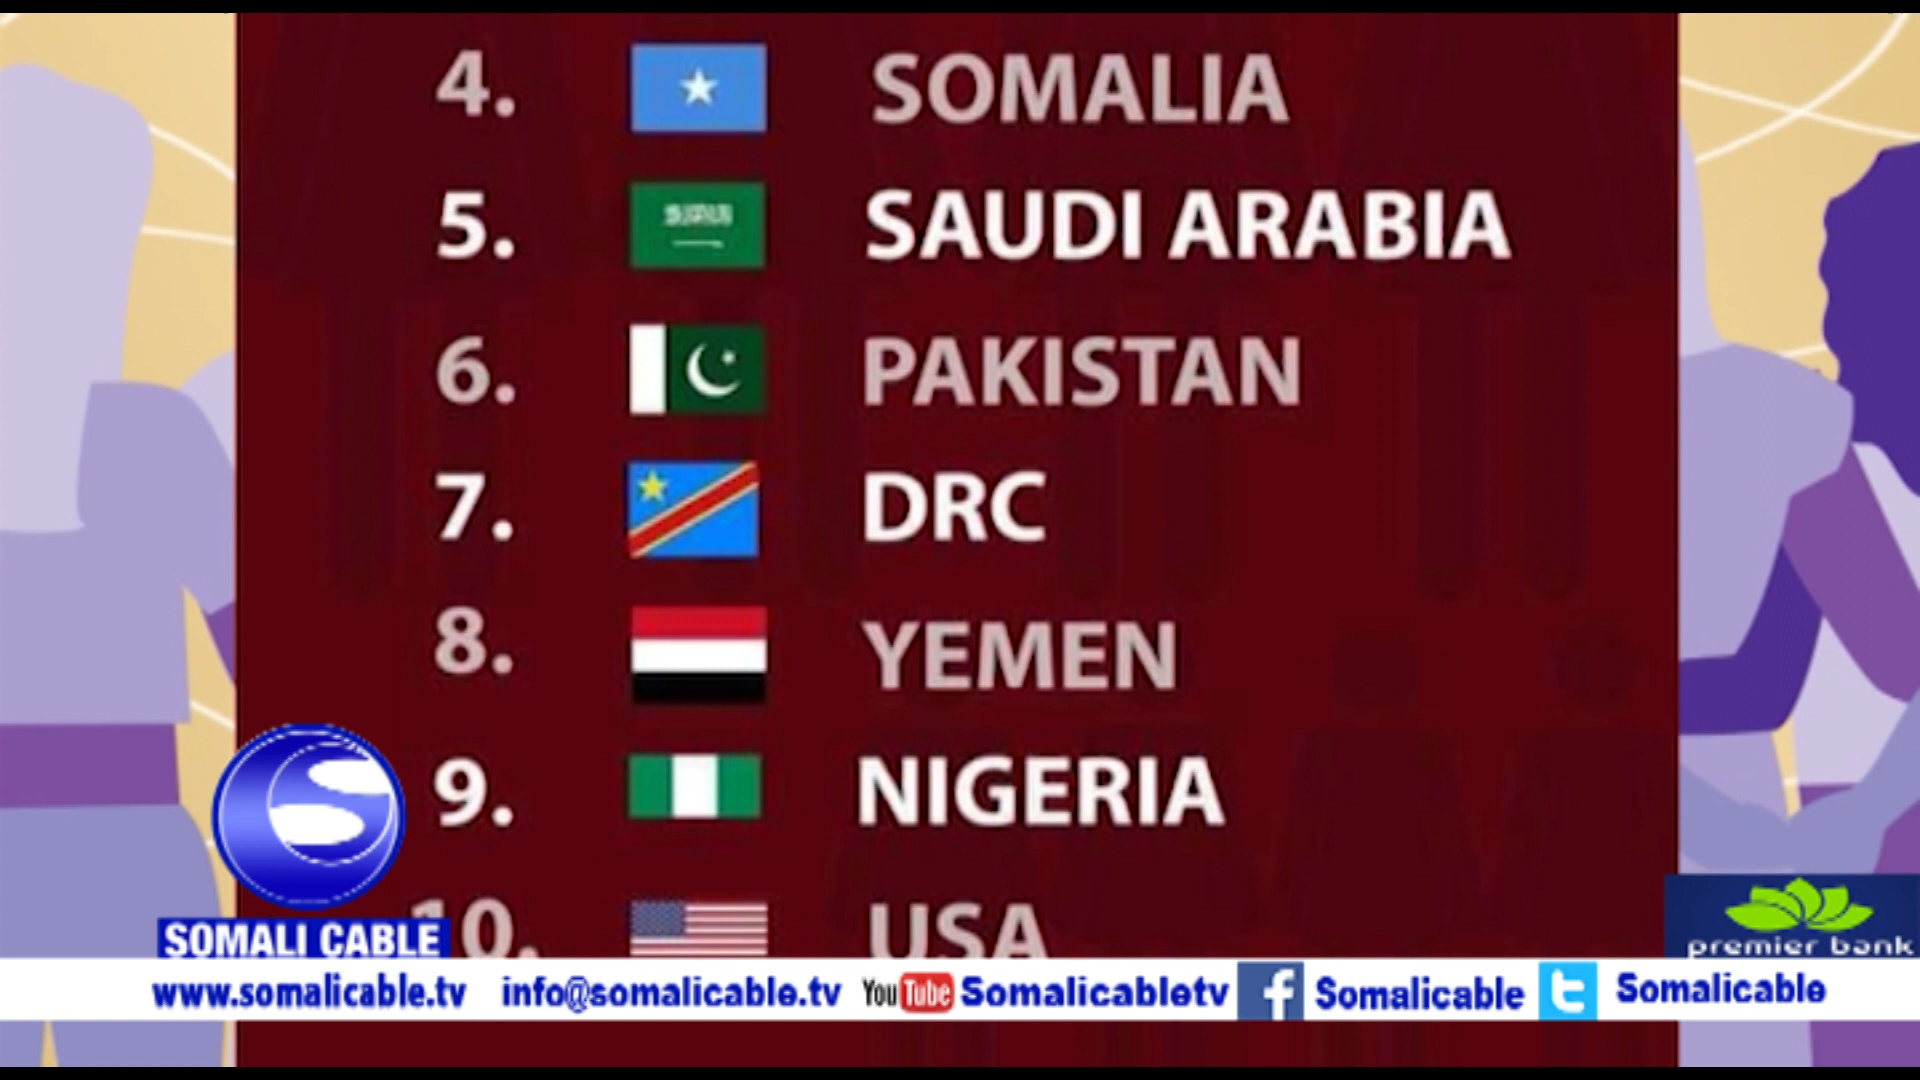 4. SOMALIA
5. SAUDI ARABIA
6. PAKISTAN
7. DRC
8. YEMEN
9. NIGERIA
10. USA
SOMALI CABLE
premier bank
www.somalicable.tv info@somalicable.tv YouTube Somalicabletv f Somalicable t Somalicable